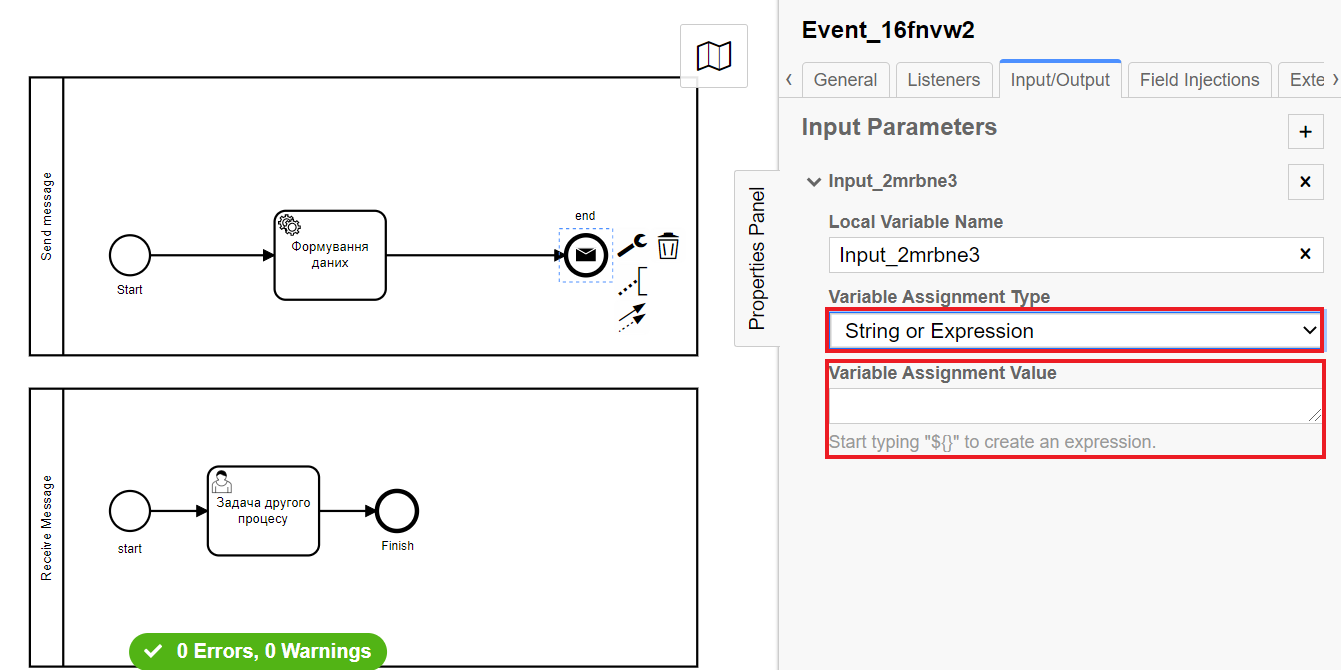 Event_16fnvw2
General
Listeners
Input/Output
Field Injections
Exte
Input Parameters
Input_2mrbne3
Local Variable Name
Input_2mrbne3
Variable Assignment Type
String or Expression
Variable Assignment Value
Start typing "${}" to create an expression.
Properties Panel
Send message
Start
Формування
даних
end
Receive Message
start
Задача другого
процесу
Finish
0 Errors, 0 Warnings